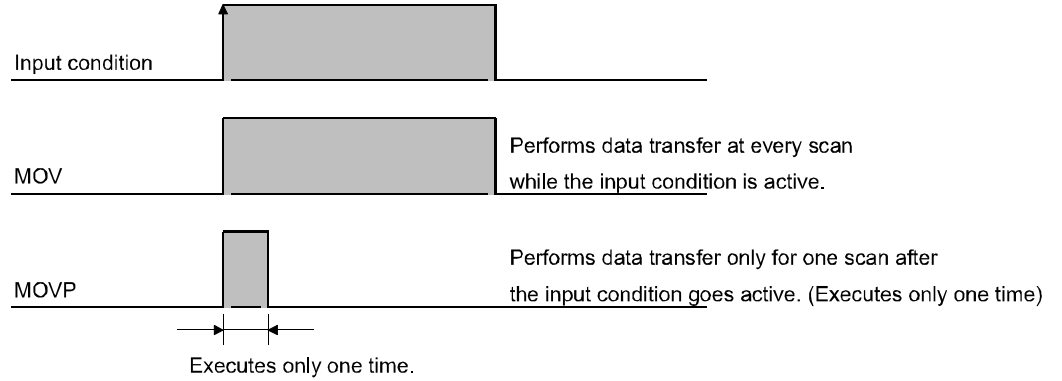 Input condition
MOV
Performs data transfer at every scan
while the input condition is active.
MOVP
Performs data transfer only for one scan after
the input condition goes active. (Executes only one time)
Executes only one time.